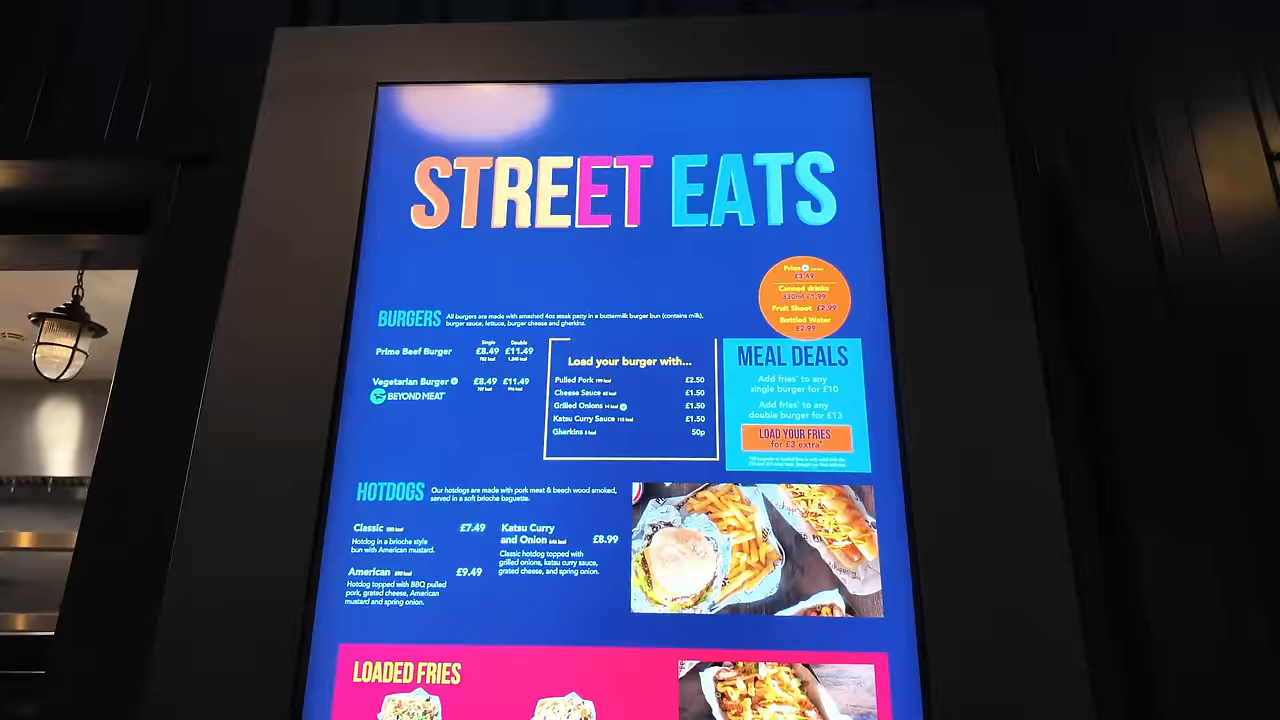 STREET EATS
Fries
£3.49
Canned drinks
330ml £1.99
Fruit Shoot £2.99
Bottled Water
£2.99
BURGERS
All burgers are made with smashed 4oz steak patty in a buttermilk burger bun (contains milk),
burger sauce, lettuce, burger cheese and gherkins.
Single Double
Prime Beef Burger £8.49 £11.49
Vegetarian Burger £8.49 £11.49
BEYOND MEAT
Load your burger with...
Pulled Pork £2.50
Cheese Sauce £1.50
Grilled Onions £1.50
Katsu Curry Sauce £1.50
Gherkins 50p
MEAL DEALS
Add fries* to any
single burger for £10
Add fries* to any
double burger for £13
LOAD YOUR FRIES
for £3 extra*
HOTDOGS
Our hotdogs are made with pork meat & beech wood smoked,
served in a soft brioche baguette.
Classic £7.49
Hotdog in a brioche style
bun with American mustard.
American £9.49
Hotdog topped with BBQ pulled
pork, grated cheese, American
mustard and spring onion.
Katsu Curry
and Onion £8.99
Classic hotdog topped with
grilled onions, katsu curry sauce,
grated cheese, and spring onion.
LOADED FRIES